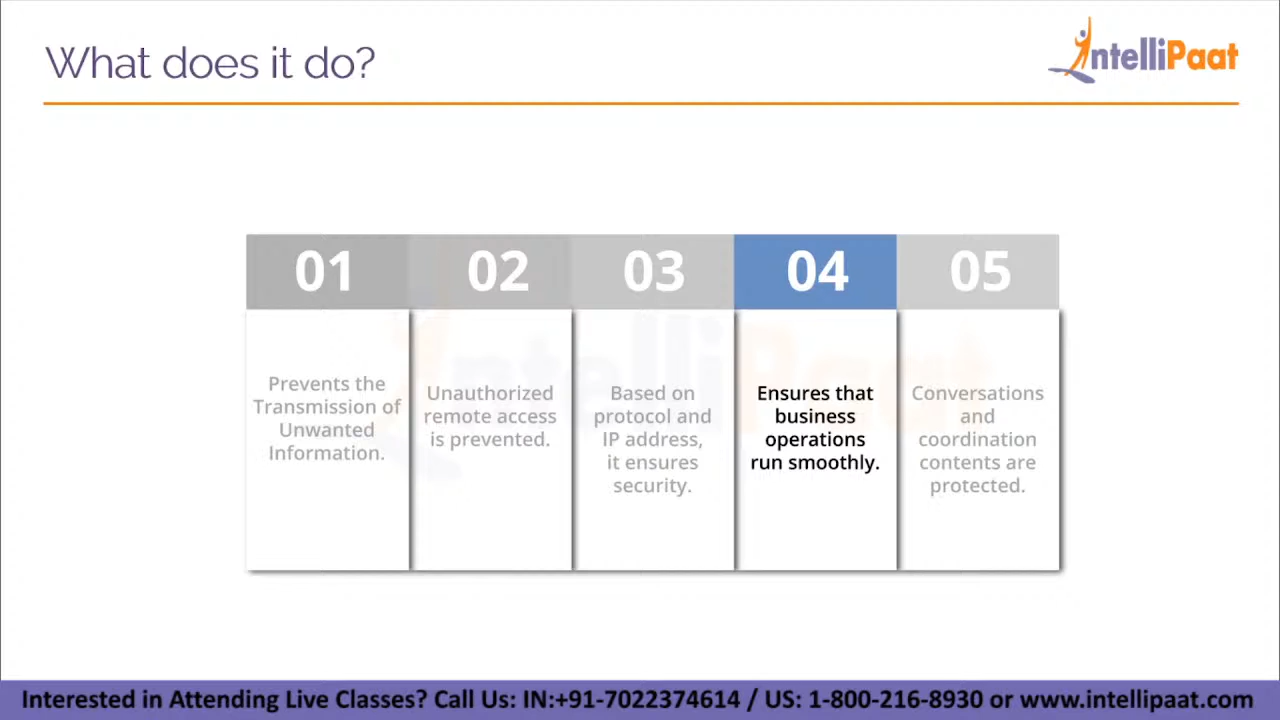 What does it do?
IntelliPaat
01
02
03
04
05
Prevents the
Transmission of
Unwanted
Information.
Unauthorized
remote access
is prevented.
Based on
protocol and
IP address,
it ensures
security.
Ensures that
business
operations
run smoothly.
Conversations
and
coordination
contents are
protected.
IntelliPaat
Interested in Attending Live Classes? Call Us: IN:+91-7022374614 / US: 1-800-216-8930 or www.intellipaat.com